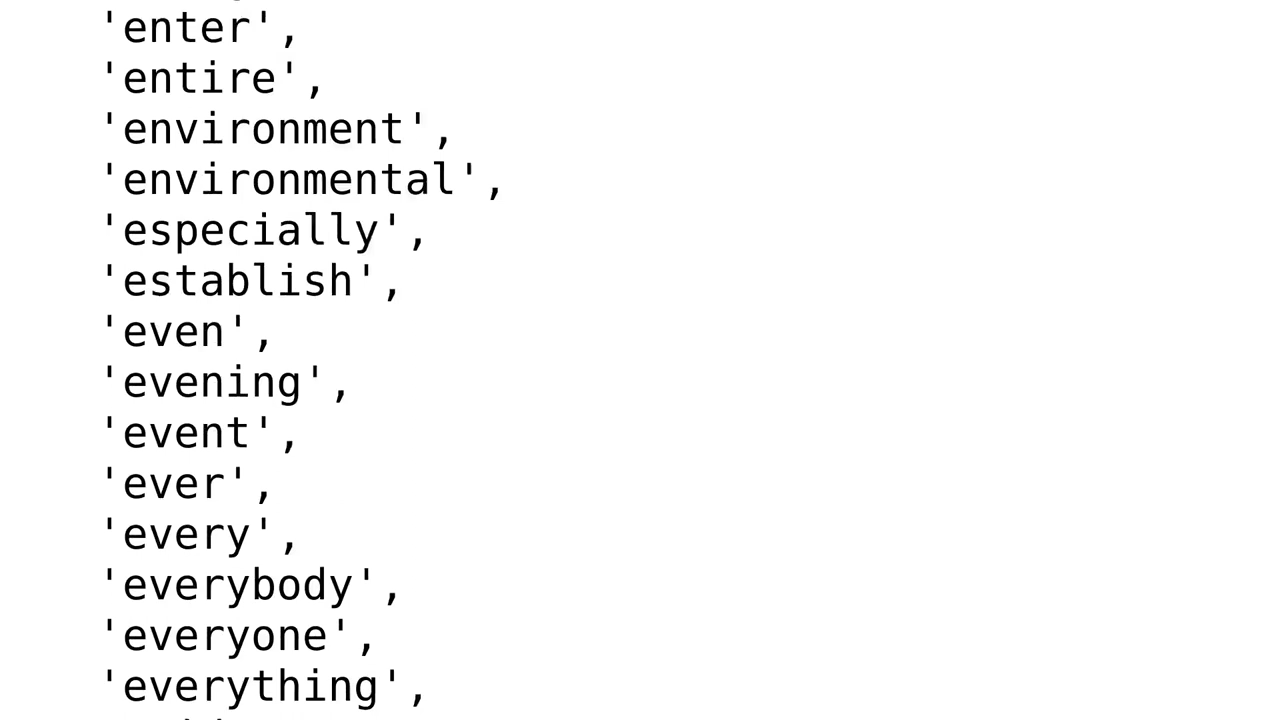 'enter',
'entire',
'environment',
'environmental',
'especially',
'establish',
'even',
'evening',
'event',
'ever',
'every',
'everybody',
'everyone',
'everything',